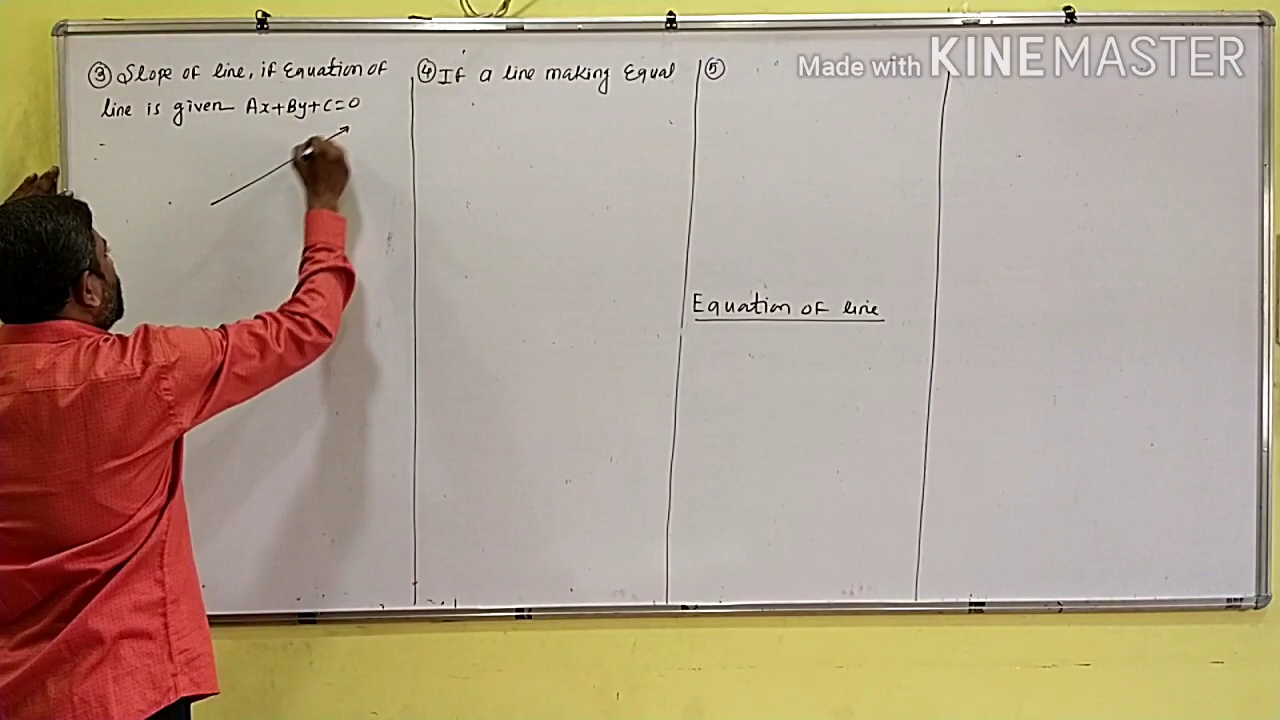 ③ Slope of line, if Equation of
line is given Ax+By+C=0
④ If a line making Equal
⑤
Equation of line
Made with KINEMASTER